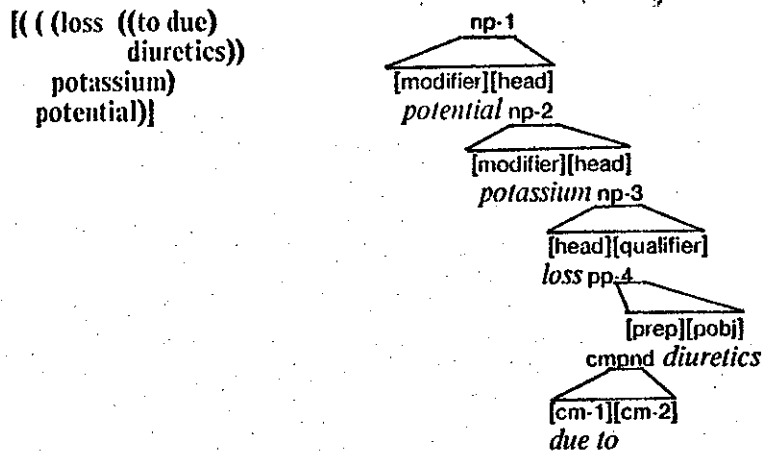 [( ( (loss ((to due)
diuretics))
potassium)
potential)]
np-1
[modifier][head]
potential np-2
[modifier][head]
potassium np-3
[head][qualifier]
loss pp-4
[prep][pobj]
cmpnd diuretics
[cm-1][cm-2]
due to